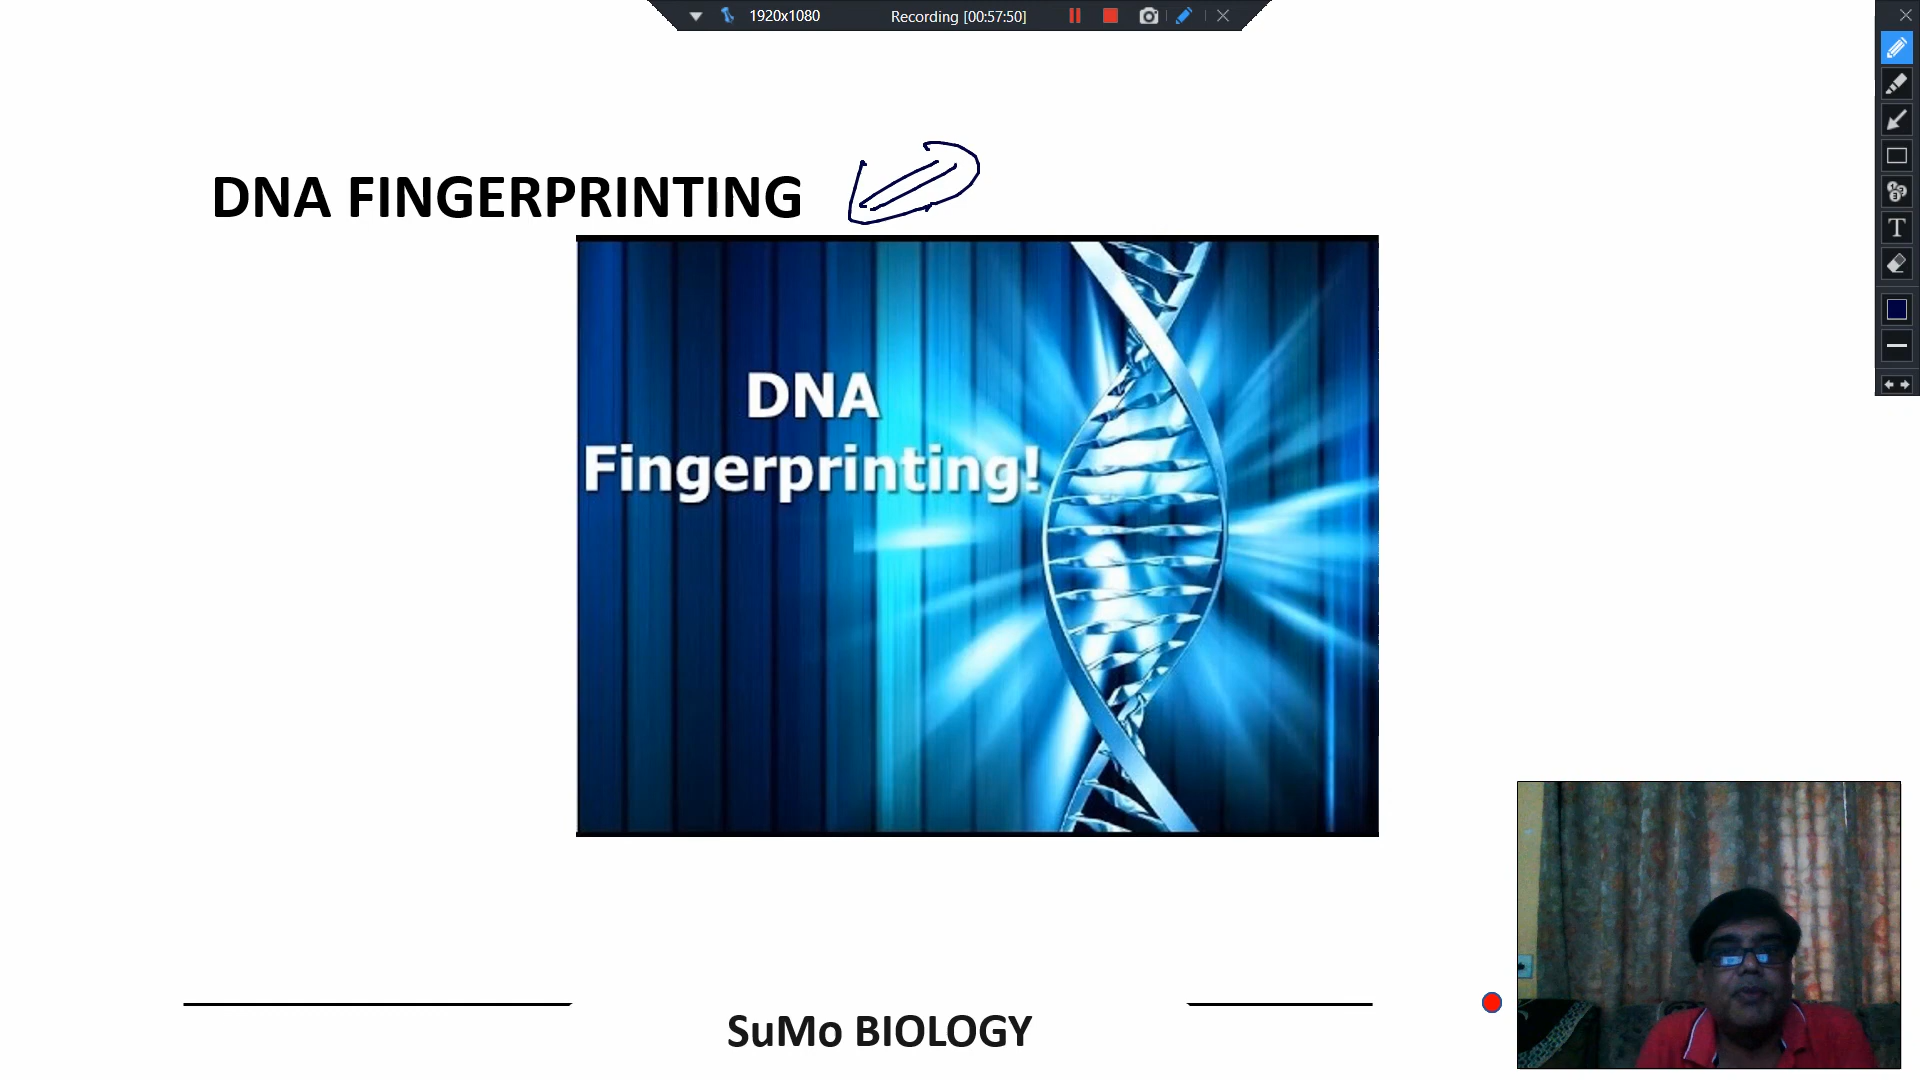 1920x1080 Recording [00:57:50]
DNA FINGERPRINTING
DNA
Fingerprinting!
SuMo BIOLOGY